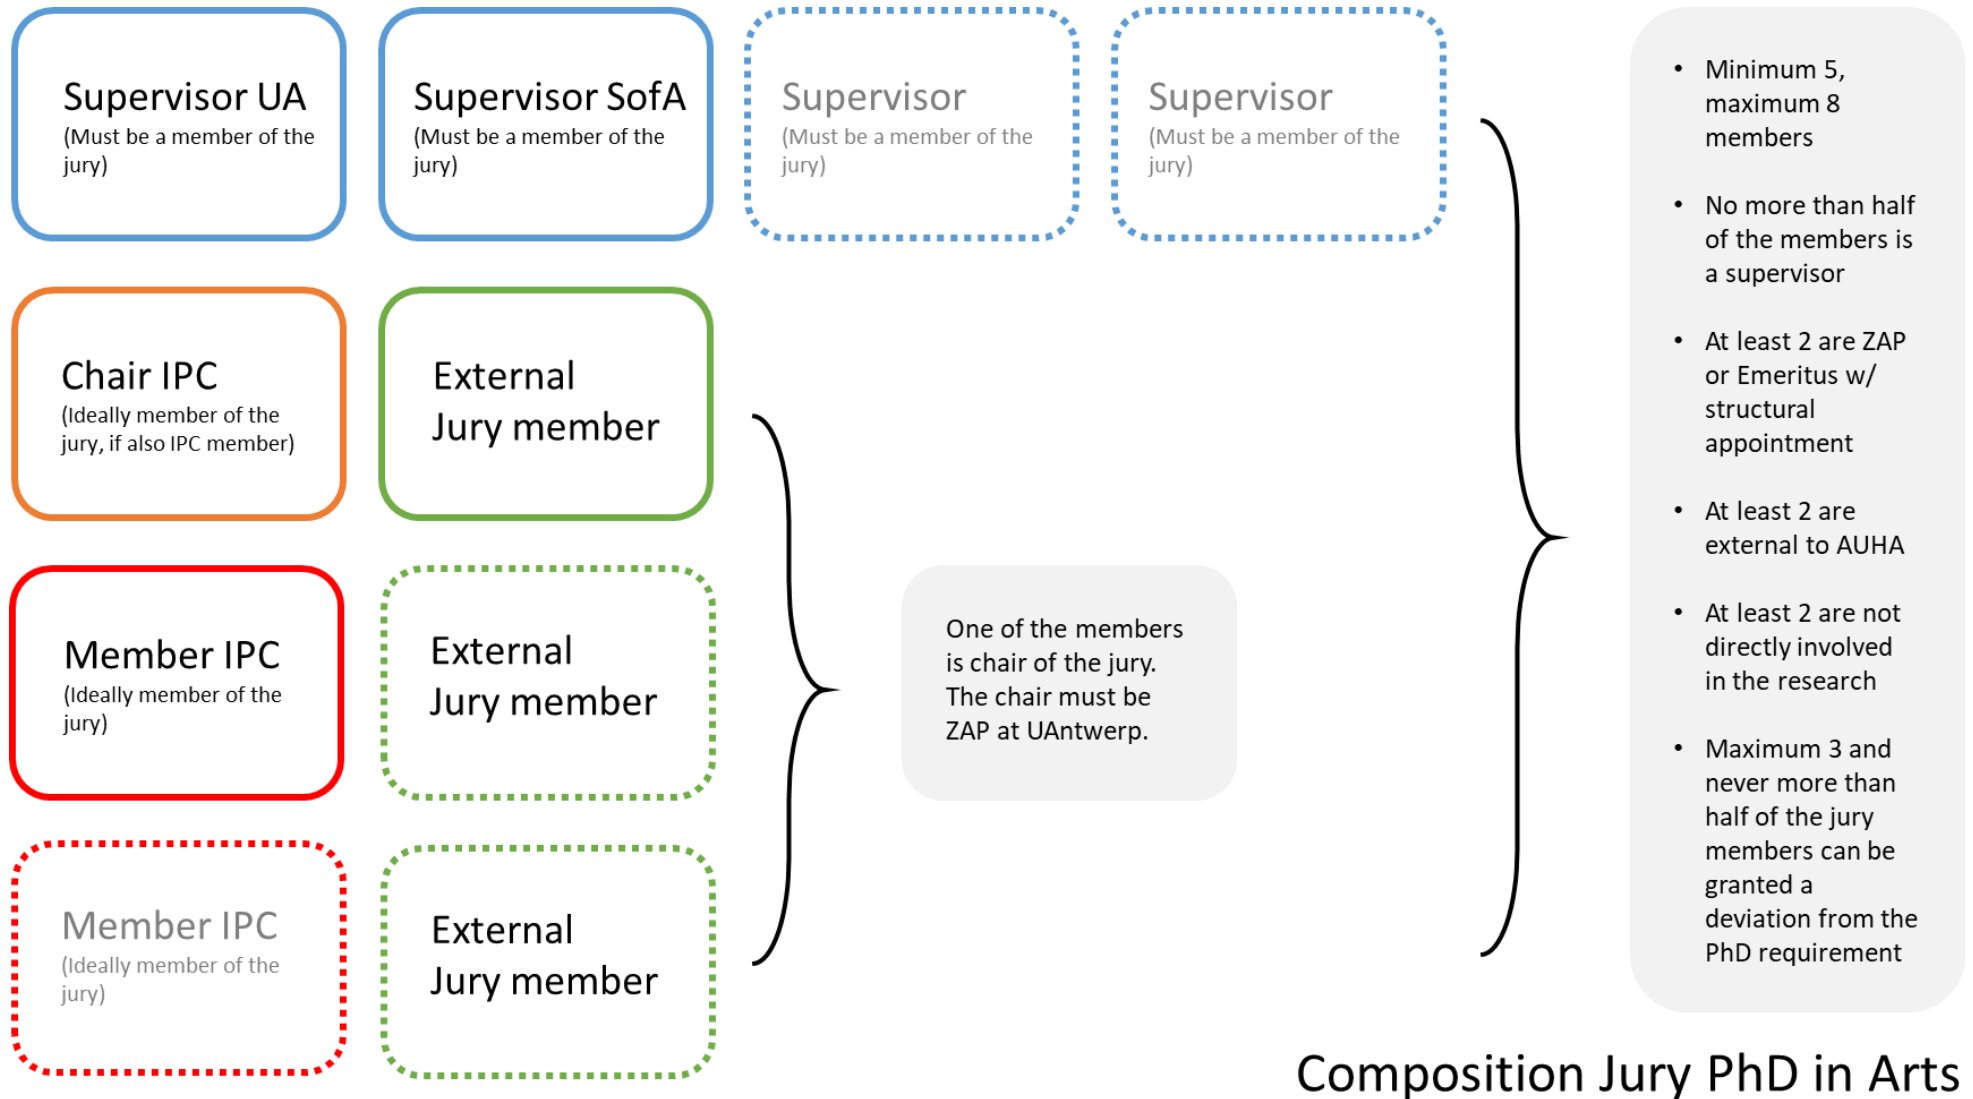 Supervisor UA
(Must be a member of the
jury)
Supervisor SofA
(Must be a member of the
jury)
Supervisor
(Must be a member of the
jury)
Supervisor
(Must be a member of the
jury)
Chair IPC
(Ideally member of the
jury, if also IPC member)
External
Jury member
Member IPC
(Ideally member of the
jury)
External
Jury member
Member IPC
(Ideally member of the
jury)
External
Jury member
One of the members
is chair of the jury.
The chair must be
ZAP at UAntwerp.
• Minimum 5,
maximum 8
members
• No more than half
of the members is
a supervisor
• At least 2 are ZAP
or Emeritus w/
structural
appointment
• At least 2 are
external to AUHA
• At least 2 are not
directly involved
in the research
• Maximum 3 and
never more than
half of the jury
members can be
granted a
deviation from the
PhD requirement
Composition Jury PhD in Arts